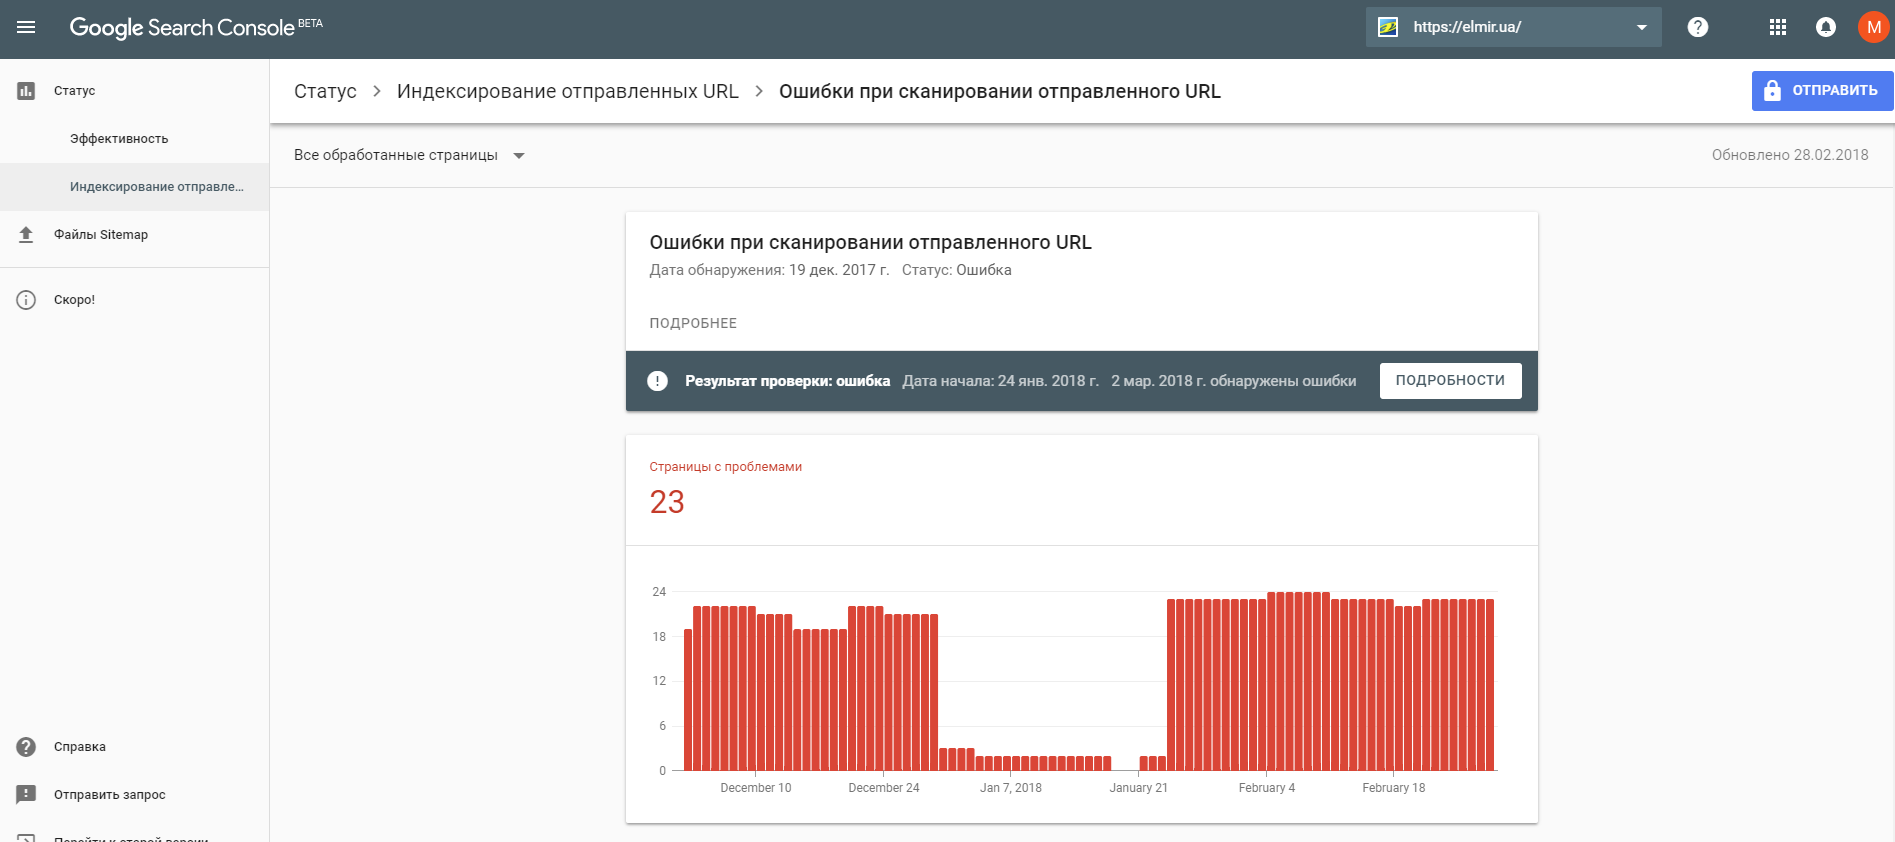 Google Search Console BETA
https://elmir.ua/
M
Статус
Эффективность
Индексирование отправле...
Файлы Sitemap
Скоро!
Справка
Отправить запрос
Перейти к старой версии
Статус > Индексирование отправленных URL > Ошибки при сканировании отправленного URL
ОТПРАВИТЬ
Все обработанные страницы
Обновлено 28.02.2018
Ошибки при сканировании отправленного URL
Дата обнаружения: 19 дек. 2017 г. Статус: Ошибка
ПОДРОБНЕЕ
Результат проверки: ошибка Дата начала: 24 янв. 2018 г. 2 мар. 2018 г. обнаружены ошибки
ПОДРОБНОСТИ
Страницы с проблемами
23
24
18
12
6
0
December 10 December 24 Jan 7, 2018 January 21 February 4 February 18